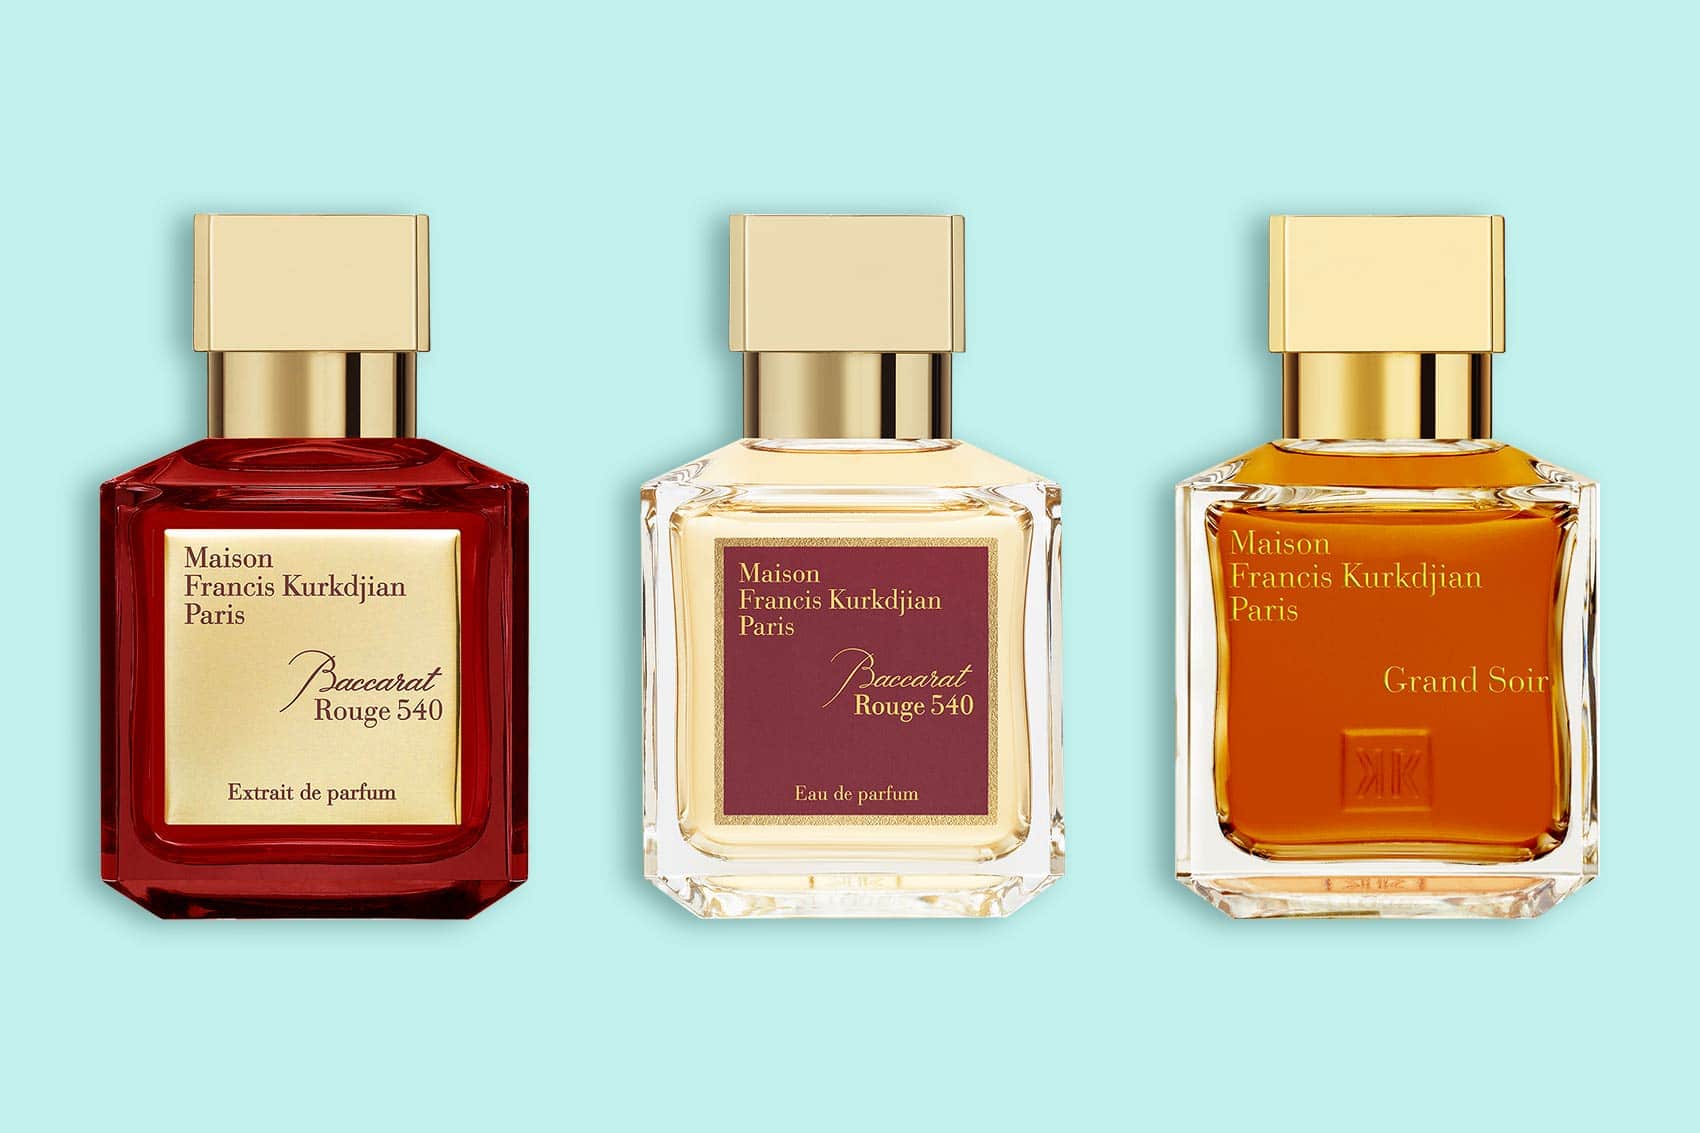 Maison
Francis Kurkdjian
Paris
Baccarat
Rouge 540
Extrait de parfum
Maison
Francis Kurkdjian
Paris
Baccarat
Rouge 540
Eau de parfum
Maison
Francis Kurkdjian
Paris
Grand Soir